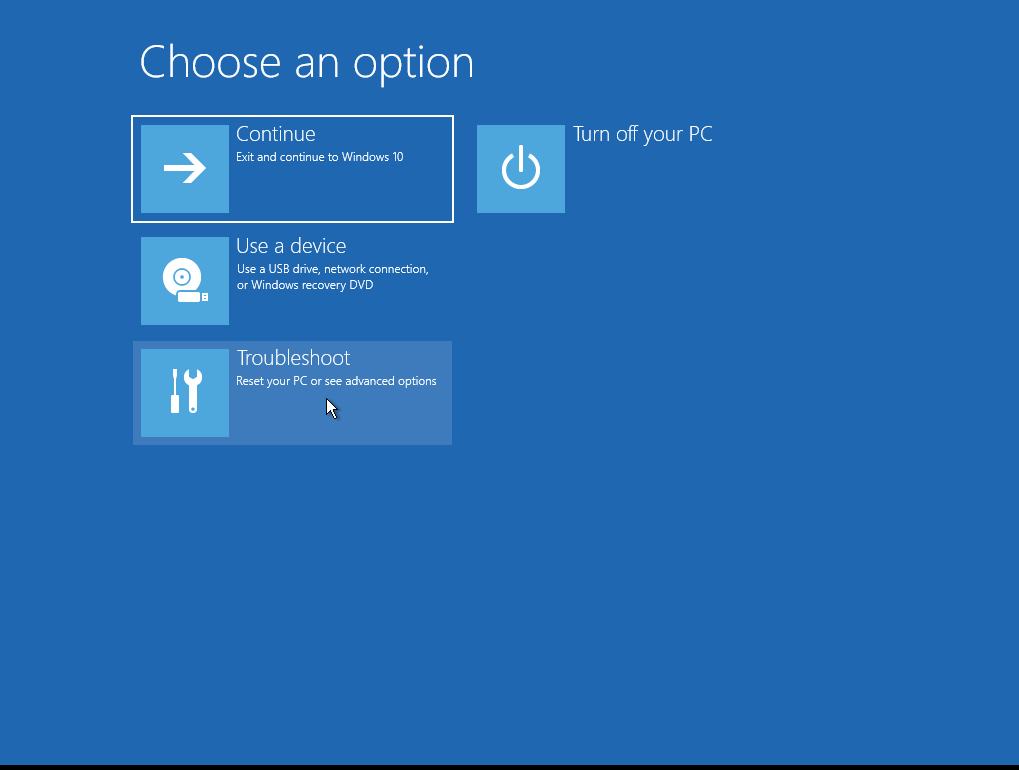 Choose an option
Continue
Exit and continue to Windows 10
Turn off your PC
Use a device
Use a USB drive, network connection,
or Windows recovery DVD
Troubleshoot
Reset your PC or see advanced options